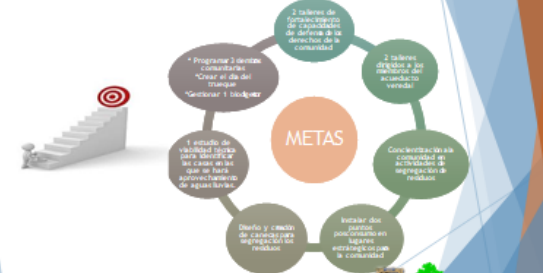 2 talleres de
fortalecimiento
de capacidades
de defensa de los
derechos de la
comunidad
2 talleres
dirigidos a los
miembros del
acueducto
veredal
Concientización a la
comunidad en
actividades de
segregación de
residuos
Instalar dos
puntos
posconsumo en
lugares
estratégicos para
la comunidad
Diseño y creación
de canecas para
segregación los
residuos
1 estudio de
viabilidad técnica
para identificar
las casas en las
que se hará
aprovechamiento
de aguas lluvias.
* Programar 3 siembras
comunitarias
*Crear el día del
trueque
*Gestionar 1 biodigestor
METAS